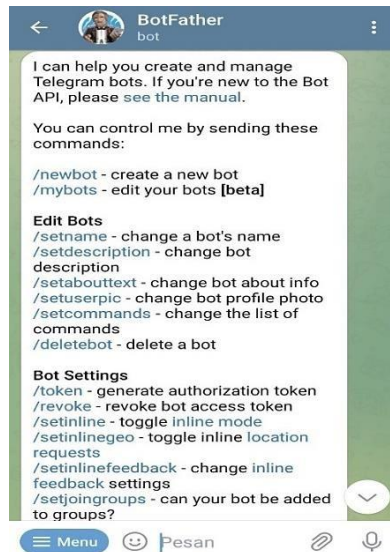 BotFather
bot
I can help you create and manage
Telegram bots. If you're new to the Bot
API, please see the manual.
You can control me by sending these
commands:
/newbot - create a new bot
/mybots - edit your bots [beta]
Edit Bots
/setname - change a bot's name
/setdescription - change bot
description
/setabouttext - change bot about info
/setuserpic - change bot profile photo
/setcommands - change the list of
commands
/deletebot - delete a bot
Bot Settings
/token - generate authorization token
/revoke - revoke bot access token
/setinline - toggle inline mode
/setinlinegeo - toggle inline location
requests
/setinlinefeedback - change inline
feedback settings
/setjoingroups - can your bot be added
to groups?
Menu Pesan